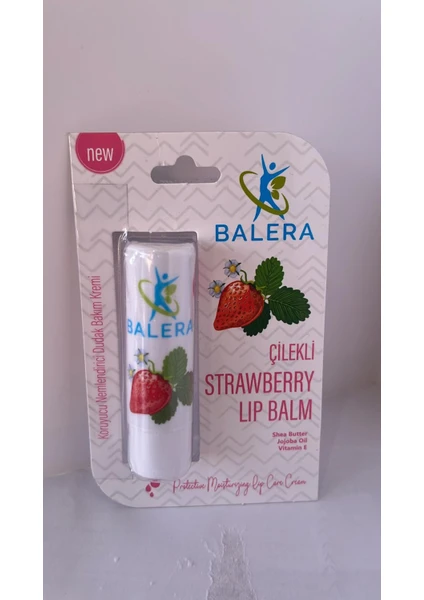 new
BALERA
BALERA
Koruyucu Nemlendirici Dudak Bakım Kremi
ÇİLEKLİ
STRAWBERRY
LIP BALM
Shea Butter
Jojoba Oil
Vitamin E
Protective Moisturizing Lip Care Cream